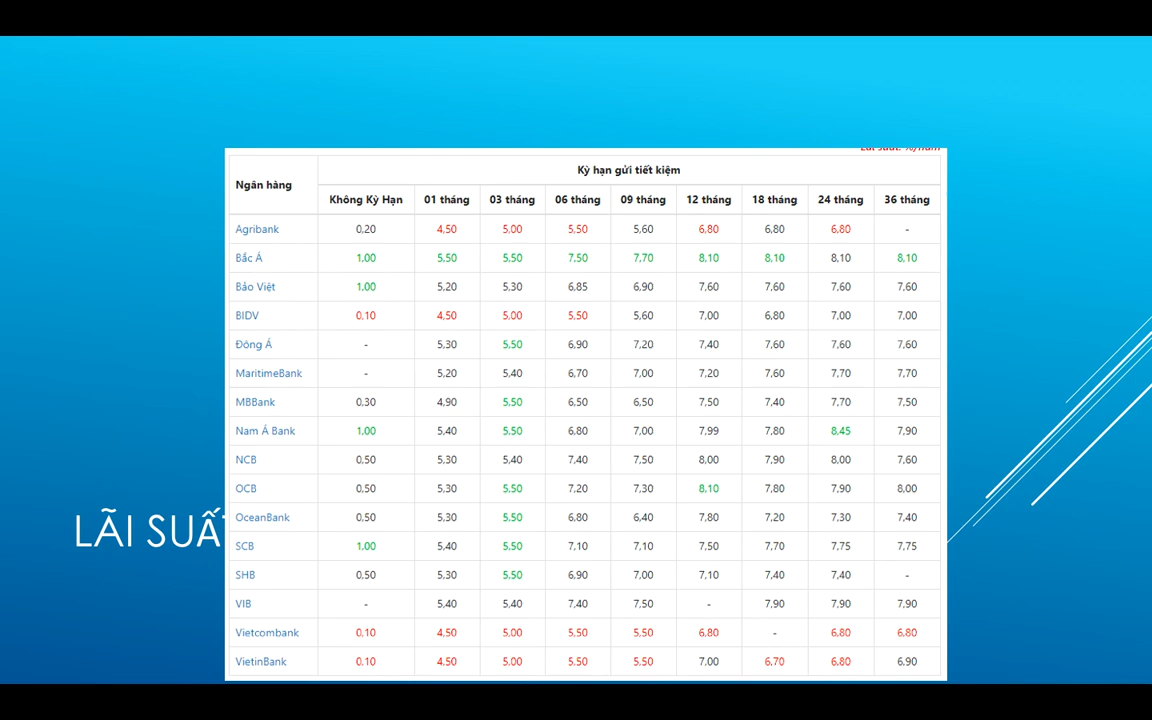 Lãi suất: %/năm
Ngân hàng
Kỳ hạn gửi tiết kiệm
Không Kỳ Hạn 01 tháng 03 tháng 06 tháng 09 tháng 12 tháng 18 tháng 24 tháng 36 tháng
Agribank 0,20 4,50 5,00 5,50 5,60 6,80 6,80 6,80 -
Bắc Á 1,00 5,50 5,50 7,50 7,70 8,10 8,10 8,10 8,10
Bảo Việt 1,00 5,20 5,30 6,85 6,90 7,60 7,60 7,60 7,60
BIDV 0,10 4,50 5,00 5,50 5,60 7,00 6,80 7,00 7,00
Đông Á - 5,30 5,50 6,90 7,20 7,40 7,60 7,60 7,60
MaritimeBank - 5,20 5,40 6,70 7,00 7,20 7,60 7,70 7,70
MBBank 0,30 4,90 5,50 6,50 6,50 7,50 7,40 7,70 7,50
Nam Á Bank 1,00 5,40 5,50 6,80 7,00 7,99 7,80 8,45 7,90
NCB 0,50 5,30 5,40 7,40 7,50 8,00 7,90 8,00 7,60
OCB 0,50 5,30 5,50 7,20 7,30 8,10 7,80 7,90 8,00
OceanBank 0,50 5,30 5,50 6,80 6,40 7,80 7,20 7,30 7,40
SCB 1,00 5,40 5,50 7,10 7,10 7,50 7,70 7,75 7,75
SHB 0,50 5,30 5,50 6,90 7,00 7,10 7,40 7,40 -
VIB - 5,40 5,40 7,40 7,50 - 7,90 7,90 7,90
Vietcombank 0,10 4,50 5,00 5,50 5,50 6,80 - 6,80 6,80
VietinBank 0,10 4,50 5,00 5,50 5,50 7,00 6,70 6,80 6,90
LÃI SUẤT